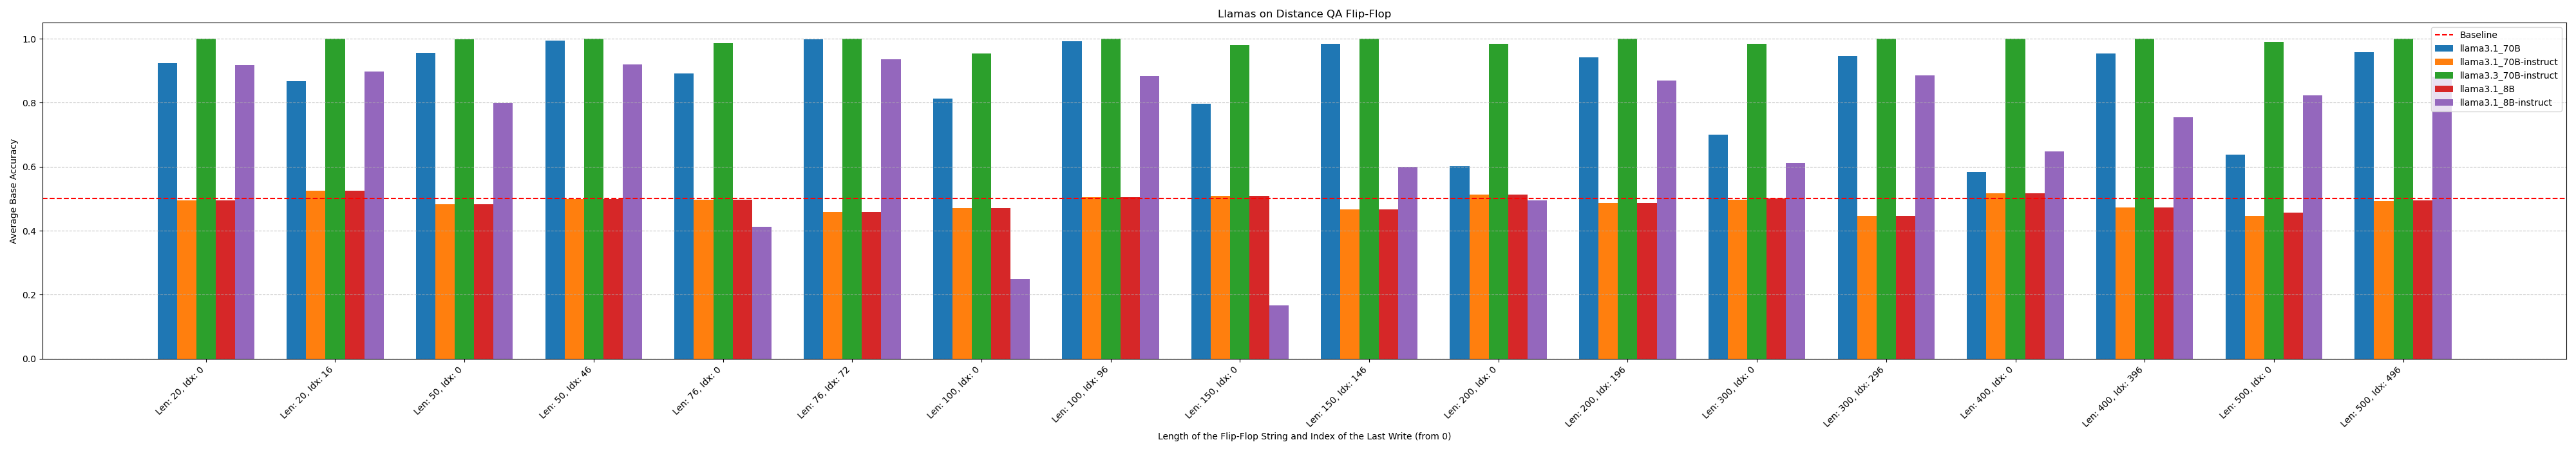 Llamas on Distance QA Flip-Flop
Baseline
llama3.1_70B
llama3.1_70B-instruct
llama3.3_70B-instruct
llama3.1_8B
llama3.1_8B-instruct
Average Base Accuracy
1.0
0.8
0.6
0.4
0.2
0.0
Len: 20, Idx: 0
Len: 20, Idx: 16
Len: 50, Idx: 0
Len: 50, Idx: 46
Len: 76, Idx: 0
Len: 76, Idx: 72
Len: 100, Idx: 0
Len: 100, Idx: 96
Len: 150, Idx: 0
Len: 150, Idx: 146
Len: 200, Idx: 0
Len: 200, Idx: 196
Len: 300, Idx: 0
Len: 300, Idx: 296
Len: 400, Idx: 0
Len: 400, Idx: 396
Len: 500, Idx: 0
Len: 500, Idx: 496
Length of the Flip-Flop String and Index of the Last Write (from 0)